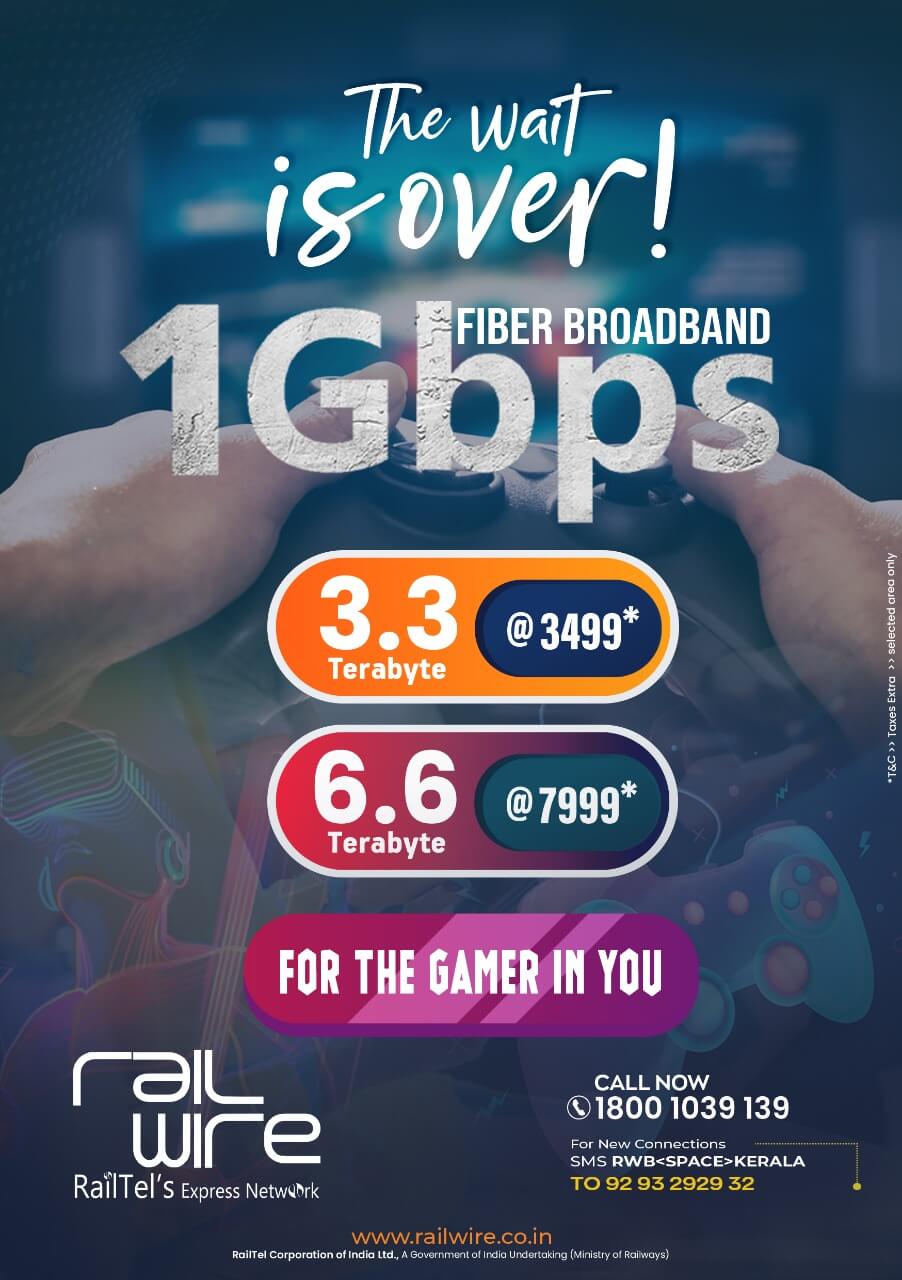 The wait
is over!
1Gbps
FIBER BROADBAND
3.3
Terabyte
@ 3499*
6.6
Terabyte
@ 7999*
FOR THE GAMER IN YOU
rail
wire
RailTel's Express Network
CALL NOW
1800 1039 139
For New Connections
SMS RWB<SPACE>KERALA
TO 92 93 2929 32
www.railwire.co.in
RailTel Corporation of India Ltd., A Government of India Undertaking (Ministry of Railways)
*T&C >> Taxes Extra >> selected area only